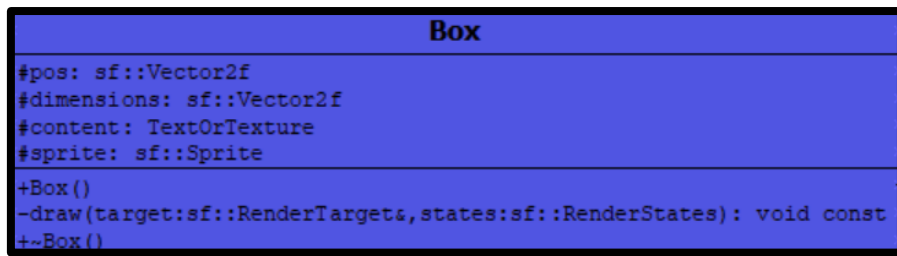 Box
#pos: sf::Vector2f
#dimensions: sf::Vector2f
#content: TextOrTexture
#sprite: sf::Sprite
+Box()
-draw(target:sf::RenderTarget&,states:sf::RenderStates): void const
+~Box()